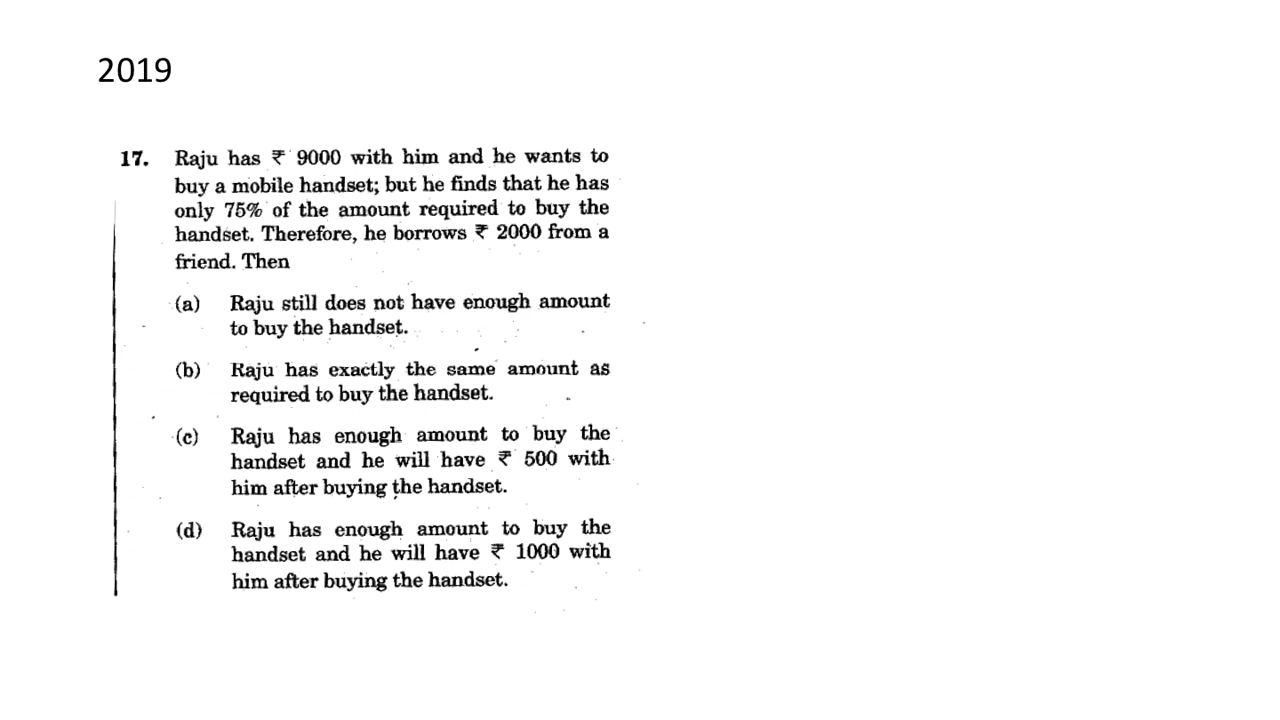 2019
17. Raju has ₹ 9000 with him and he wants to
buy a mobile handset; but he finds that he has
only 75% of the amount required to buy the
handset. Therefore, he borrows ₹ 2000 from a
friend. Then
(a) Raju still does not have enough amount
to buy the handset.
(b) Raju has exactly the same amount as
required to buy the handset.
(c) Raju has enough amount to buy the
handset and he will have ₹ 500 with
him after buying the handset.
(d) Raju has enough amount to buy the
handset and he will have ₹ 1000 with
him after buying the handset.